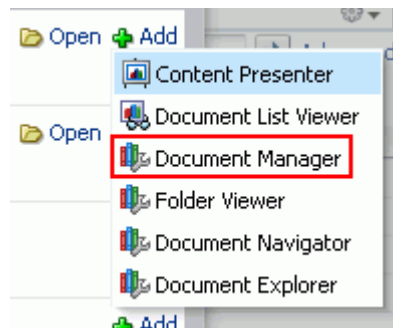 Open Add
Content Presenter
Document List Viewer
Open
Document Manager
Folder Viewer
Document Navigator
Document Explorer
Add